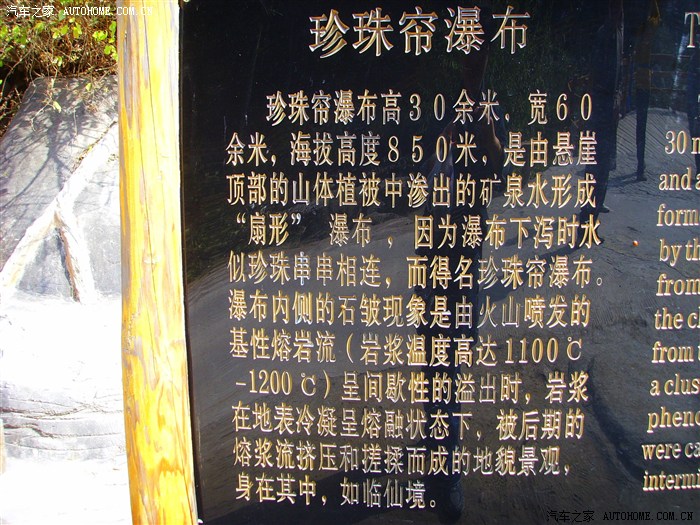 汽车之家 AUTOHOME.COM.CN
珍珠帘瀑布
珍珠帘瀑布高30余米，宽60
余米，海拔高度850米，是由悬崖
顶部的山体植被中渗出的矿泉水形成
“扇形” 瀑布，因为瀑布下泻时水
似珍珠串串相连，而得名珍珠帘瀑布。
瀑布内侧的石皱现象是由火山喷发的
基性熔岩流（岩浆温度高达1100℃
-1200℃）呈间歇性的溢出时，岩浆
在地表冷凝呈熔融状态下，被后期的
熔浆流挤压和搓揉而成的地貌景观，
身在其中，如临仙境。
T
30 m
and a
form
by th
from
the cl
from
a clus
pheno
were ca
intermi
汽车之家 AUTOHOME.COM.CN